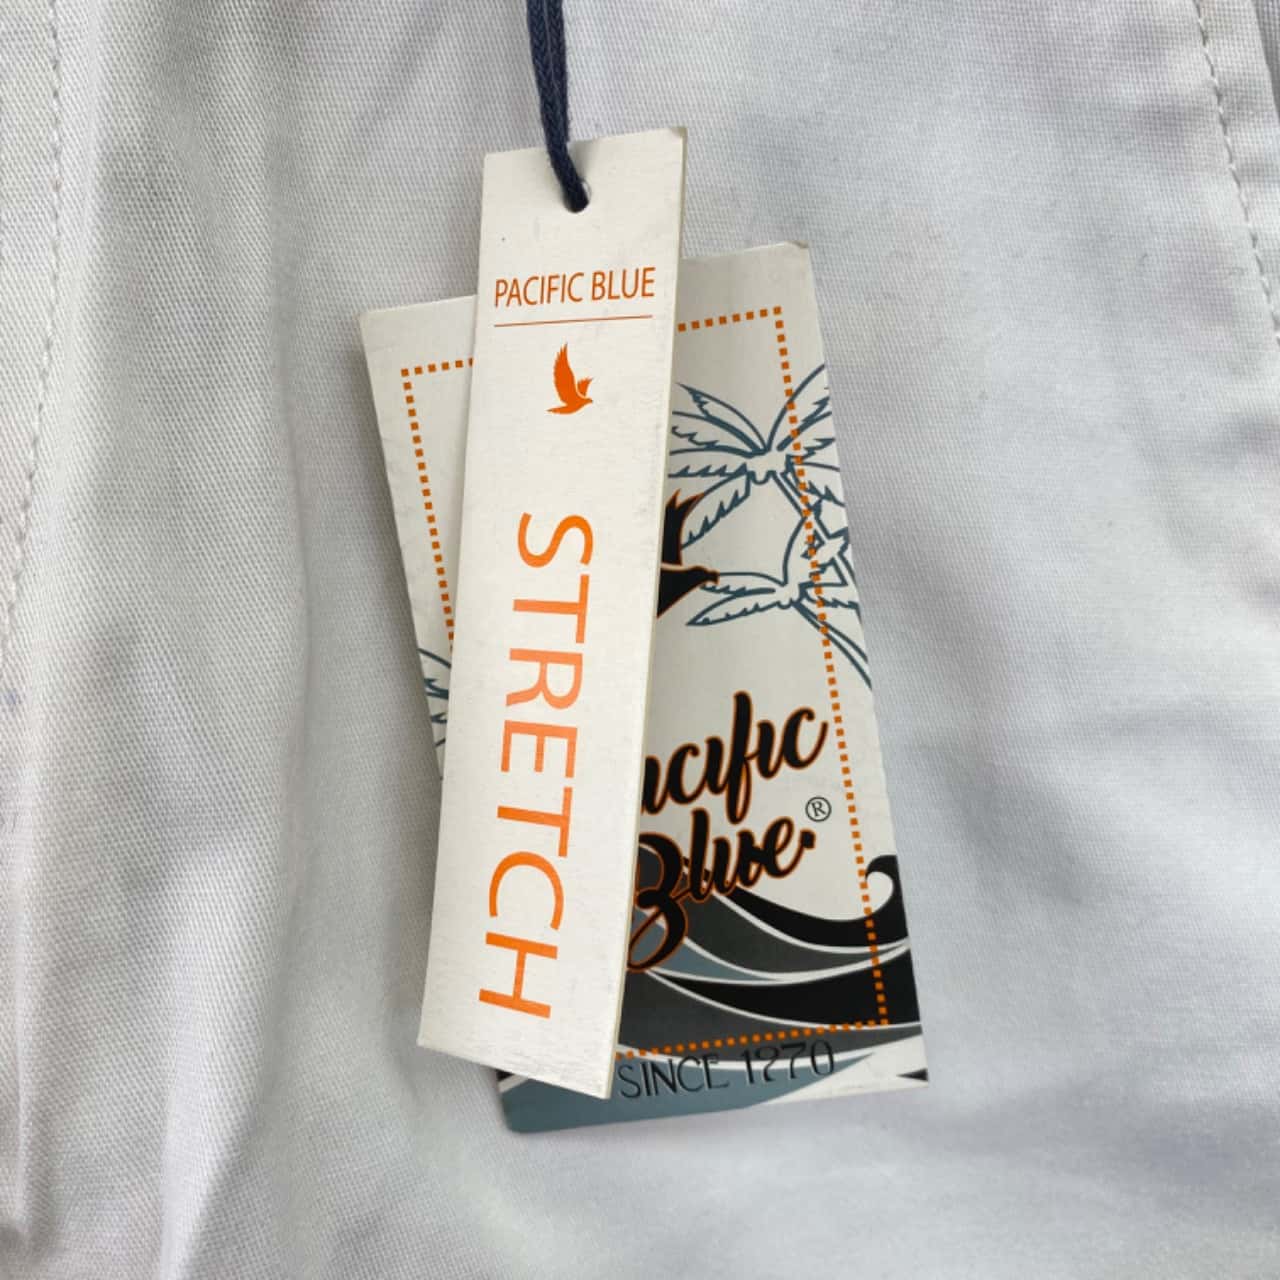 PACIFIC BLUE
STRETCH
acific
Blue.®
SINCE 1970